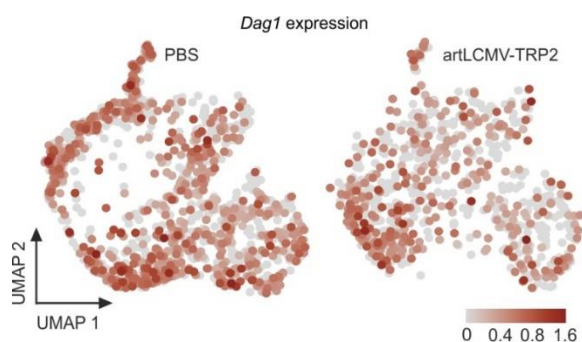 Dag1 expression
PBS
artLCMV-TRP2
UMAP 2
UMAP 1
0 0.4 0.8 1.6